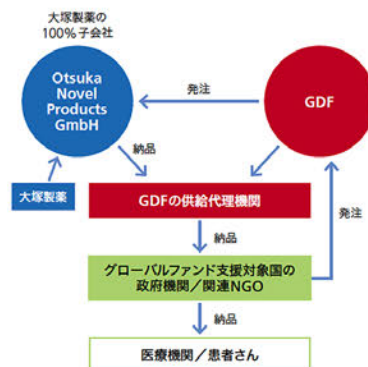 大塚製薬の
100%子会社
Otsuka
Novel
Products
GmbH
発注
GDF
納品
大塚製薬
GDFの供給代理機関
納品
発注
グローバルファンド支援対象国の
政府機関/関連NGO
納品
医療機関/患者さん